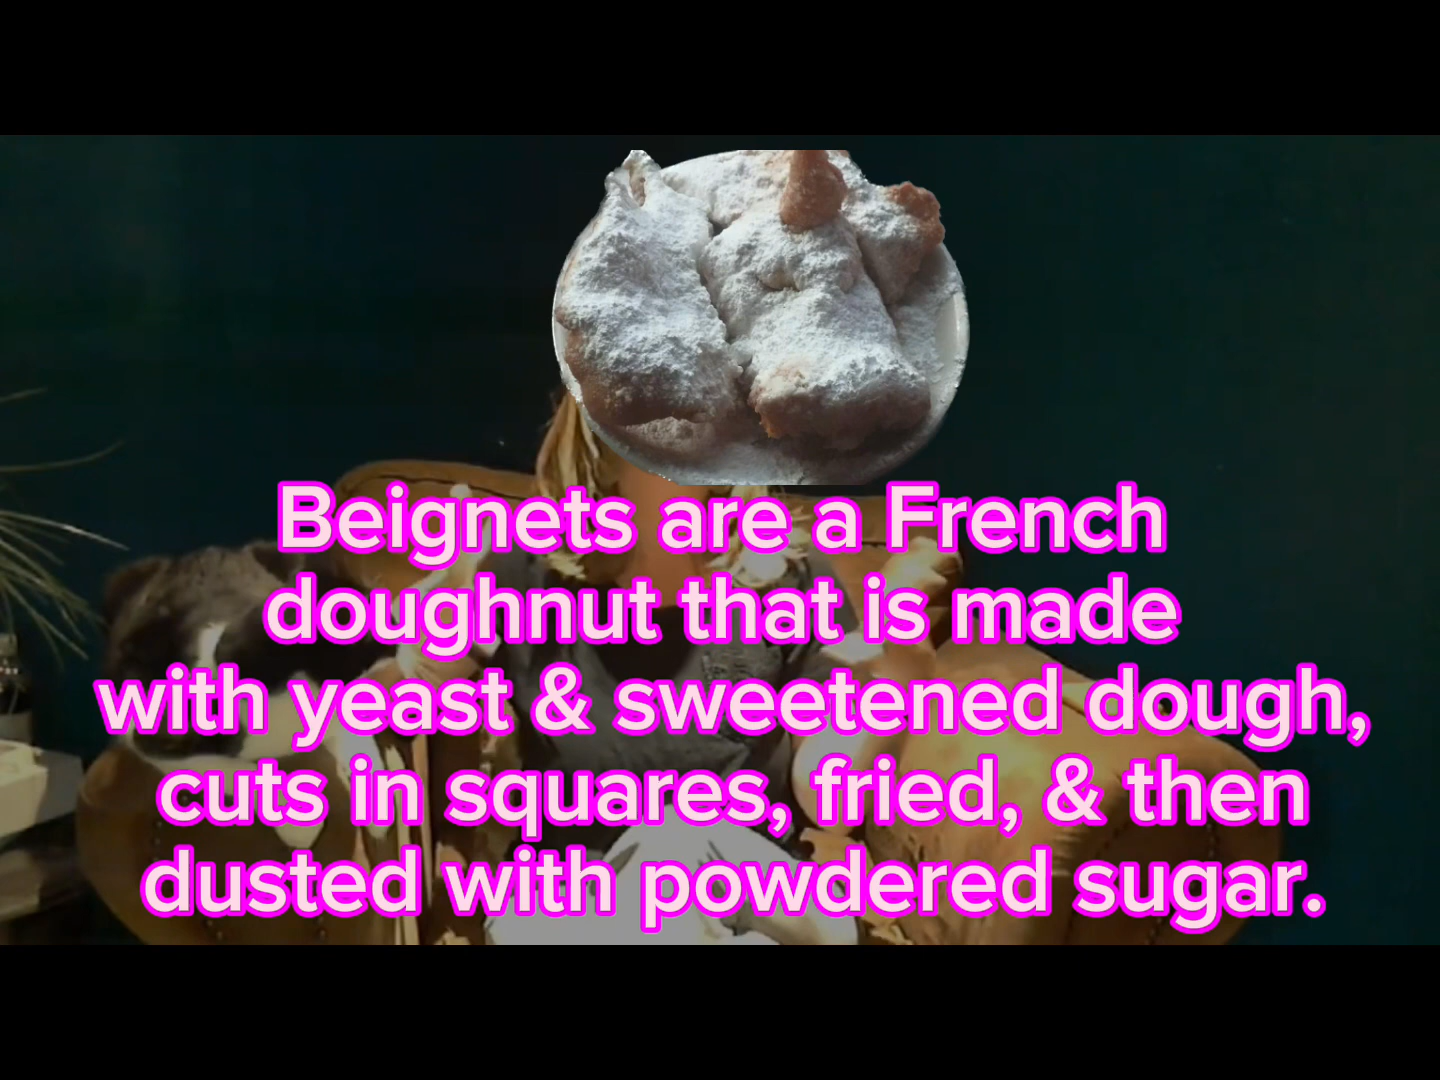 Beignets are a French
doughnut that is made
with yeast & sweetened dough,
cuts in squares, fried, & then
dusted with powdered sugar.